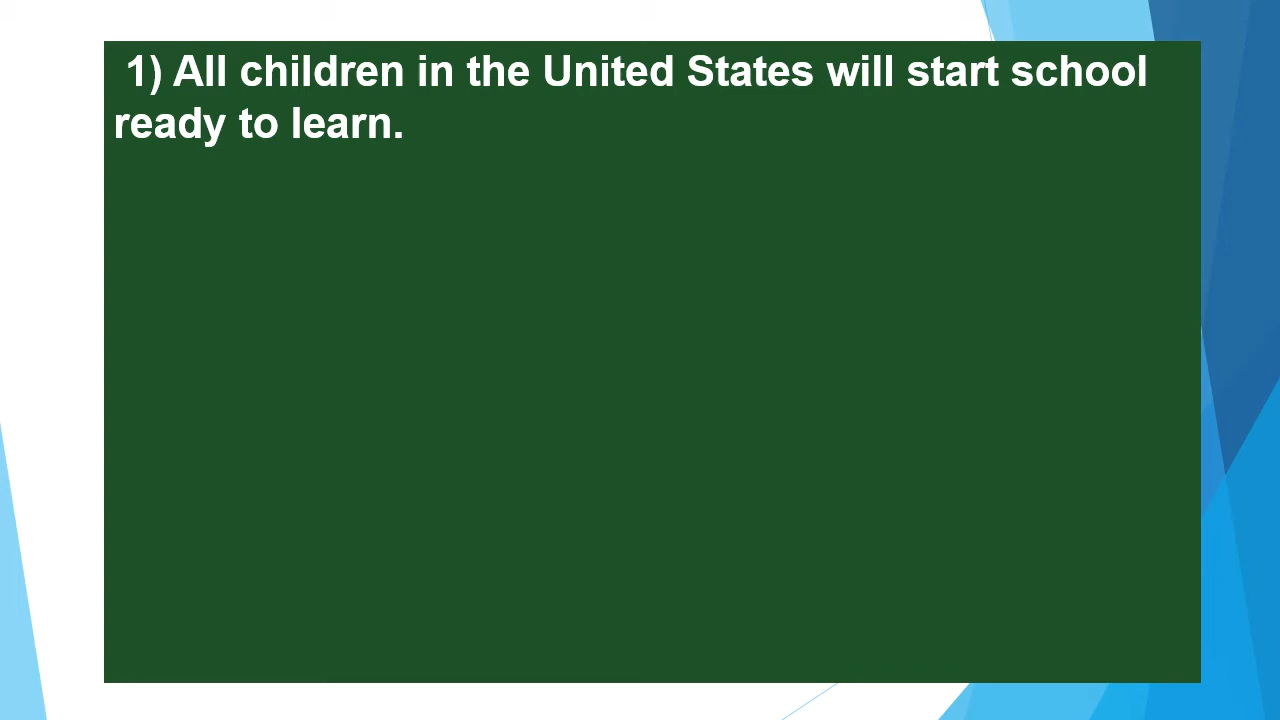 1) All children in the United States will start school
ready to learn.